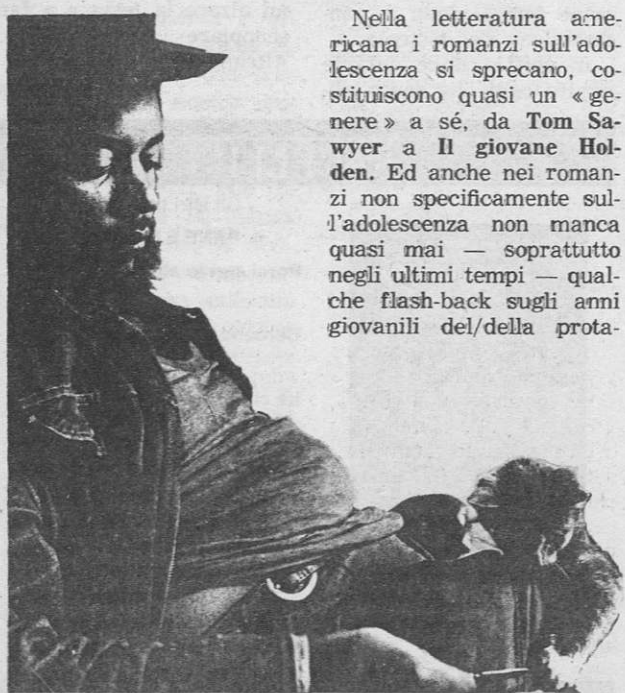 Nella letteratura ame-
ricana i romanzi sull'ado-
lescenza si sprecano, co-
stituiscono quasi un « ge-
nere » a sé, da Tom Sa-
wyer a Il giovane Hol-
den. Ed anche nei roman-
zi non specificamente sul-
l'adolescenza non manca
quasi mai — soprattutto
negli ultimi tempi — qual-
che flash-back sugli anni
giovanili del/della prota-